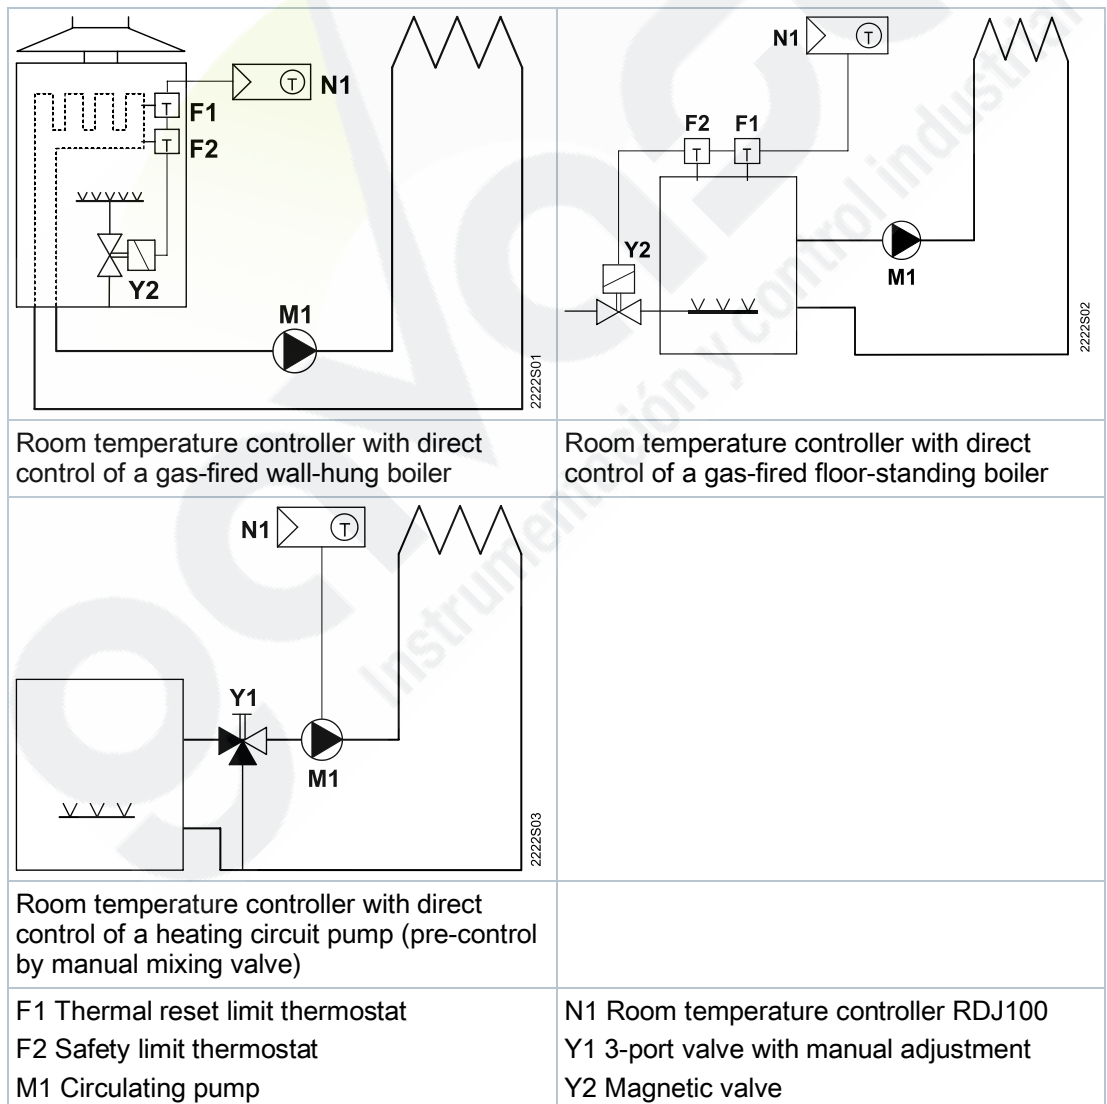 N1
T
T
F1
T
F2
Y2
M1
2222S01
N1
T
F2
F1
T
T
Y2
M1
2222S02
Room temperature controller with direct
control of a gas-fired wall-hung boiler
Room temperature controller with direct
control of a gas-fired floor-standing boiler
N1
T
Y1
M1
2222S03
Room temperature controller with direct
control of a heating circuit pump (pre-control
by manual mixing valve)
F1 Thermal reset limit thermostat
F2 Safety limit thermostat
M1 Circulating pump
N1 Room temperature controller RDJ100
Y1 3-port valve with manual adjustment
Y2 Magnetic valve
Instrumentación y control industrial